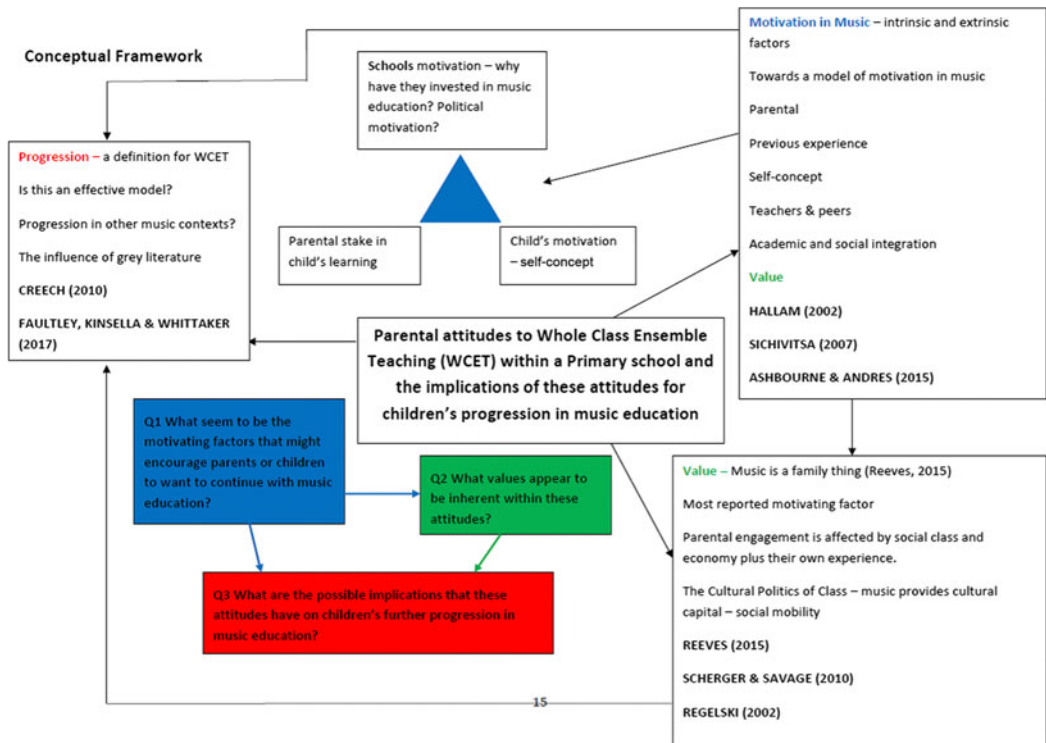 Conceptual Framework
Motivation in Music – intrinsic and extrinsic
factors
Towards a model of motivation in music
Parental
Previous experience
Self-concept
Teachers & peers
Academic and social integration
Value
HALLAM (2002)
SICHIVITSA (2007)
ASHBOURNE & ANDRES (2015)
Schools motivation – why
have they invested in music
education? Political
motivation?
Progression – a definition for WCET
Is this an effective model?
Progression in other music contexts?
The influence of grey literature
CREECH (2010)
FAULTLEY, KINSELLA & WHITTAKER
(2017)
Parental stake in
child's learning
Child's motivation
– self-concept
Parental attitudes to Whole Class Ensemble
Teaching (WCET) within a Primary school and
the implications of these attitudes for
children's progression in music education
Q1 What seem to be the
motivating factors that might
encourage parents or children
to want to continue with music
education?
Q2 What values appear to
be inherent within these
attitudes?
Q3 What are the possible implications that these
attitudes have on children's further progression in
music education?
Value – Music is a family thing (Reeves, 2015)
Most reported motivating factor
Parental engagement is affected by social class and
economy plus their own experience.
The Cultural Politics of Class – music provides cultural
capital – social mobility
REEVES (2015)
SCHERGER & SAVAGE (2010)
REGELSKI (2002)
15